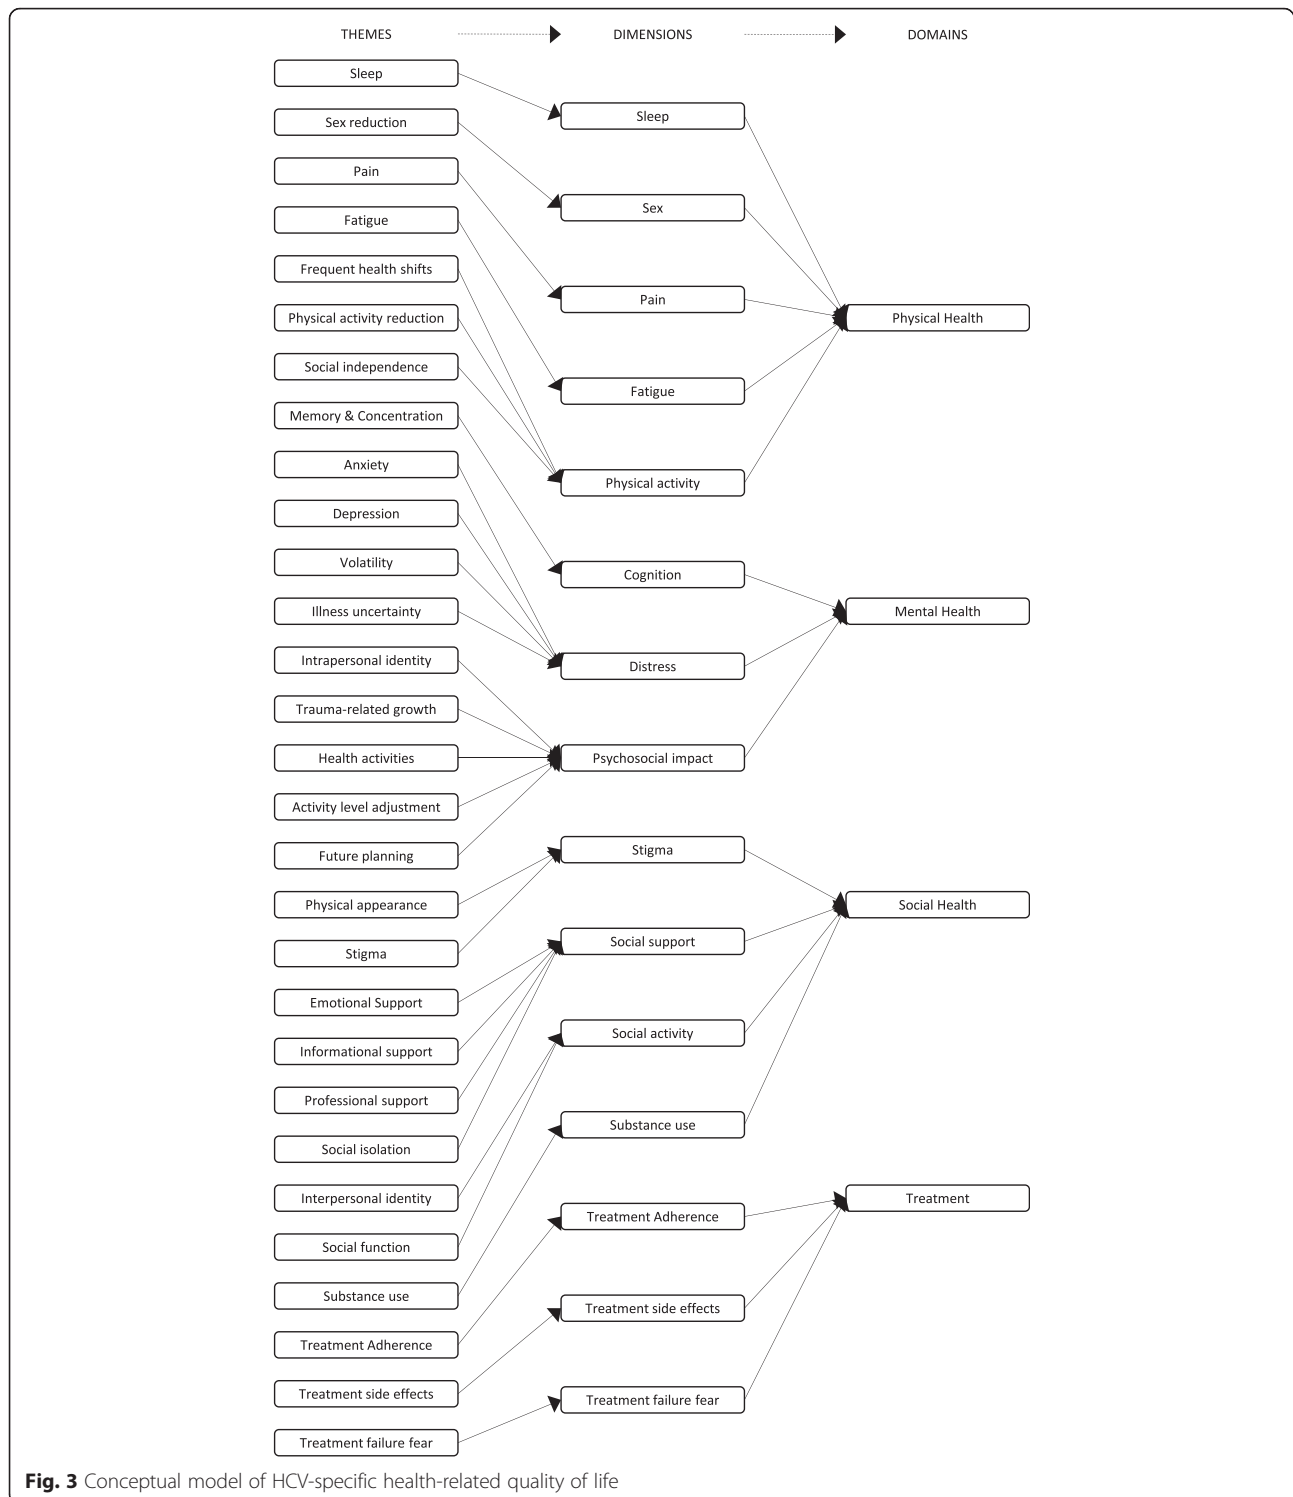 THEMES
DIMENSIONS
DOMAINS
Sleep
Sex reduction
Pain
Fatigue
Frequent health shifts
Physical activity reduction
Social independence
Memory & Concentration
Anxiety
Depression
Volatility
Illness uncertainty
Intrapersonal identity
Trauma-related growth
Health activities
Activity level adjustment
Future planning
Physical appearance
Stigma
Emotional Support
Informational support
Professional support
Social isolation
Interpersonal identity
Social function
Substance use
Treatment Adherence
Treatment side effects
Treatment failure fear
Sleep
Sex
Pain
Fatigue
Physical activity
Cognition
Distress
Psychosocial impact
Stigma
Social support
Social activity
Substance use
Treatment Adherence
Treatment side effects
Treatment failure fear
Physical Health
Mental Health
Social Health
Treatment
Fig. 3 Conceptual model of HCV-specific health-related quality of life